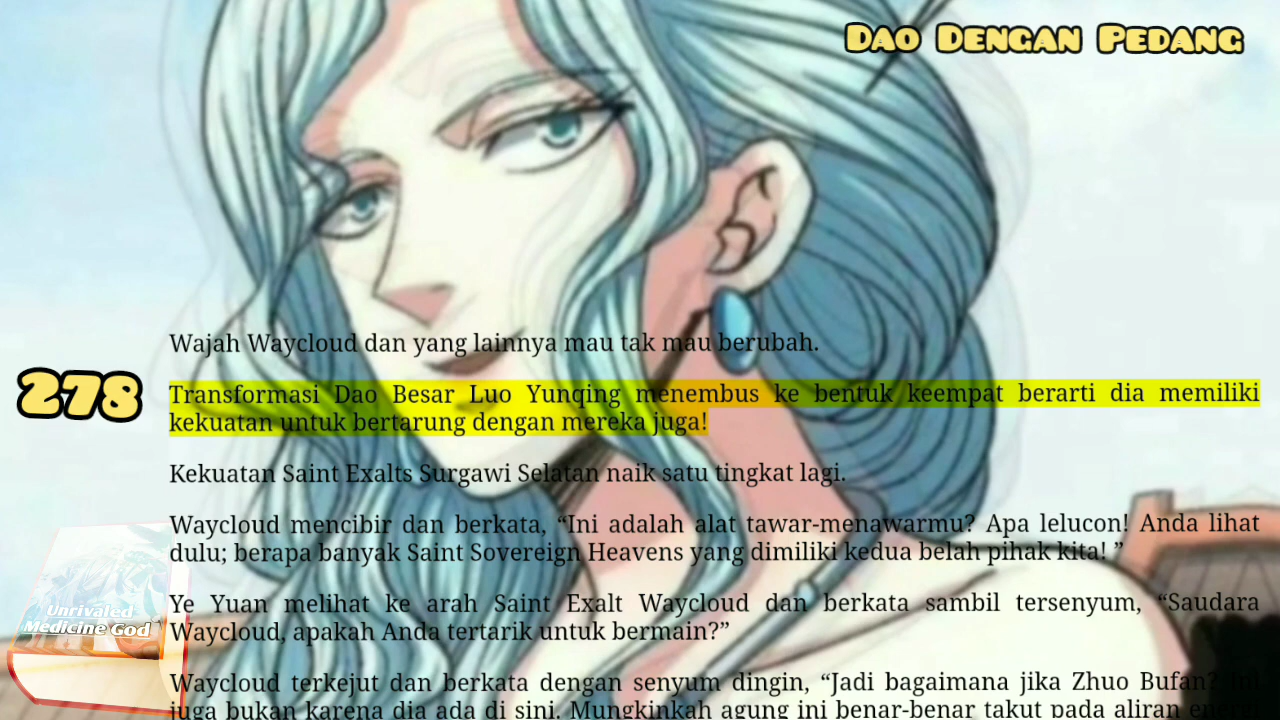 Dao Dengan Pedang
Wajah Waycloud dan yang lainnya mau tak mau berubah.
278
Transformasi Dao Besar Luo Yunqing menembus ke bentuk keempat berarti dia memiliki
kekuatan untuk bertarung dengan mereka juga!
Kekuatan Saint Exalts Surgawi Selatan naik satu tingkat lagi.
Waycloud mencibir dan berkata, “Ini adalah alat tawar-menawarmu? Apa lelucon! Anda lihat
dulu; berapa banyak Saint Sovereign Heavens yang dimiliki kedua belah pihak kita! ”
Ye Yuan melihat ke arah Saint Exalt Waycloud dan berkata sambil tersenyum, “Saudara
Waycloud, apakah Anda tertarik untuk bermain?”
Unrivaled
Medicine God
Waycloud terkejut dan berkata dengan senyum dingin, “Jadi bagaimana jika Zhuo Bufan? Ini
juga bukan karena dia ada di sini. Mungkinkah agung ini benar-benar takut pada aliran energi